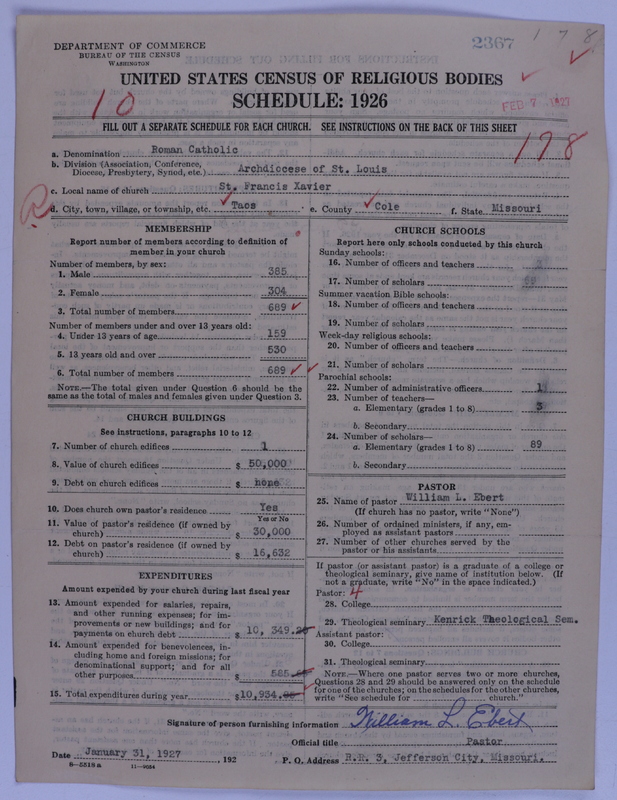 2367
178
DEPARTMENT OF COMMERCE
BUREAU OF THE CENSUS
WASHINGTON
UNITED STATES CENSUS OF RELIGIOUS BODIES
10
SCHEDULE: 1926
FEB 7 1927
FILL OUT A SEPARATE SCHEDULE FOR EACH CHURCH. SEE INSTRUCTIONS ON THE BACK OF THIS SHEET
178
a. Denomination Roman Catholic
b. Division (Association, Conference, Diocese, Presbytery, Synod, etc.) Archdiocese of St. Louis
c. Local name of church St. Francis Xavier
R
d. City, town, village, or township, etc. Taos e. County Cole f. State Missouri
MEMBERSHIP
Report number of members according to definition of
member in your church
Number of members, by sex:
1. Male 385
2. Female 304
3. Total number of members 689
Number of members under and over 13 years old:
4. Under 13 years of age 159
5. 13 years old and over 530
6. Total number of members 689
NOTE.—The total given under Question 6 should be the
same as the total of males and females given under Question 3.
CHURCH BUILDINGS
See instructions, paragraphs 10 to 12
7. Number of church edifices 1
8. Value of church edifices $ 50,000
9. Debt on church edifices $ none
10. Does church own pastor's residence Yes
Yes or No
11. Value of pastor's residence (if owned by
church) $ 30,000
12. Debt on pastor's residence (if owned by
church) $ 16,632
EXPENDITURES
Amount expended by your church during last fiscal year
13. Amount expended for salaries, repairs,
and other running expenses; for im-
provements or new buildings; and for
payments on church debt $ 10, 349.
14. Amount expended for benevolences, in-
cluding home and foreign missions; for
denominational support; and for all
other purposes $ 585.
15. Total expenditures during year $10,934.
CHURCH SCHOOLS
Report here only schools conducted by this church
Sunday schools:
16. Number of officers and teachers
17. Number of scholars
Summer vacation Bible schools:
18. Number of officers and teachers
19. Number of scholars
Week-day religious schools:
20. Number of officers and teachers
21. Number of scholars
Parochial schools:
22. Number of administrative officers 1
23. Number of teachers—
a. Elementary (grades 1 to 8) 3
b. Secondary
24. Number of scholars—
a. Elementary (grades 1 to 8) 89
b. Secondary
PASTOR
25. Name of pastor William L. Ebert
(If church has no pastor, write "None")
26. Number of ordained ministers, if any, em-
ployed as assistant pastors
27. Number of other churches served by the
pastor or his assistants
If pastor (or assistant pastor) is a graduate of a college or
theological seminary, give name of institution below. (If
not a graduate, write "No" in the space indicated.)
Pastor: 4
28. College
29. Theological seminary Kenrick Theological Sem.
Assistant pastor:
30. College
31. Theological seminary
NOTE.—Where one pastor serves two or more churches,
Questions 28 and 29 should be answered only on the schedule
for one of the churches; on the schedules for the other churches,
write "See schedule for church."
Signature of person furnishing information William L. Ebert
Official title Pastor
Date January 31, 1927 , 192 P. O. Address R.R. 3, Jefferson City, Missouri.
8—5518 a 11—9054